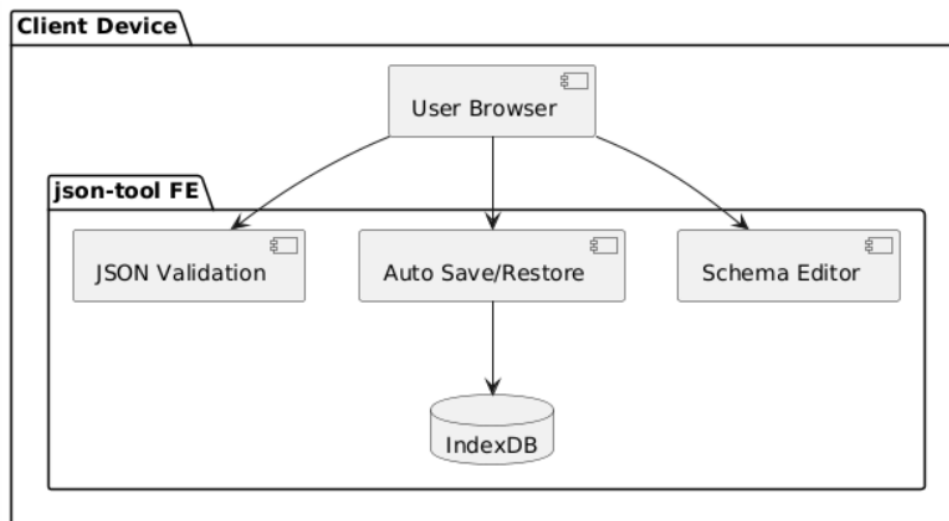 Client Device
User Browser
json-tool FE
JSON Validation
Auto Save/Restore
Schema Editor
IndexDB